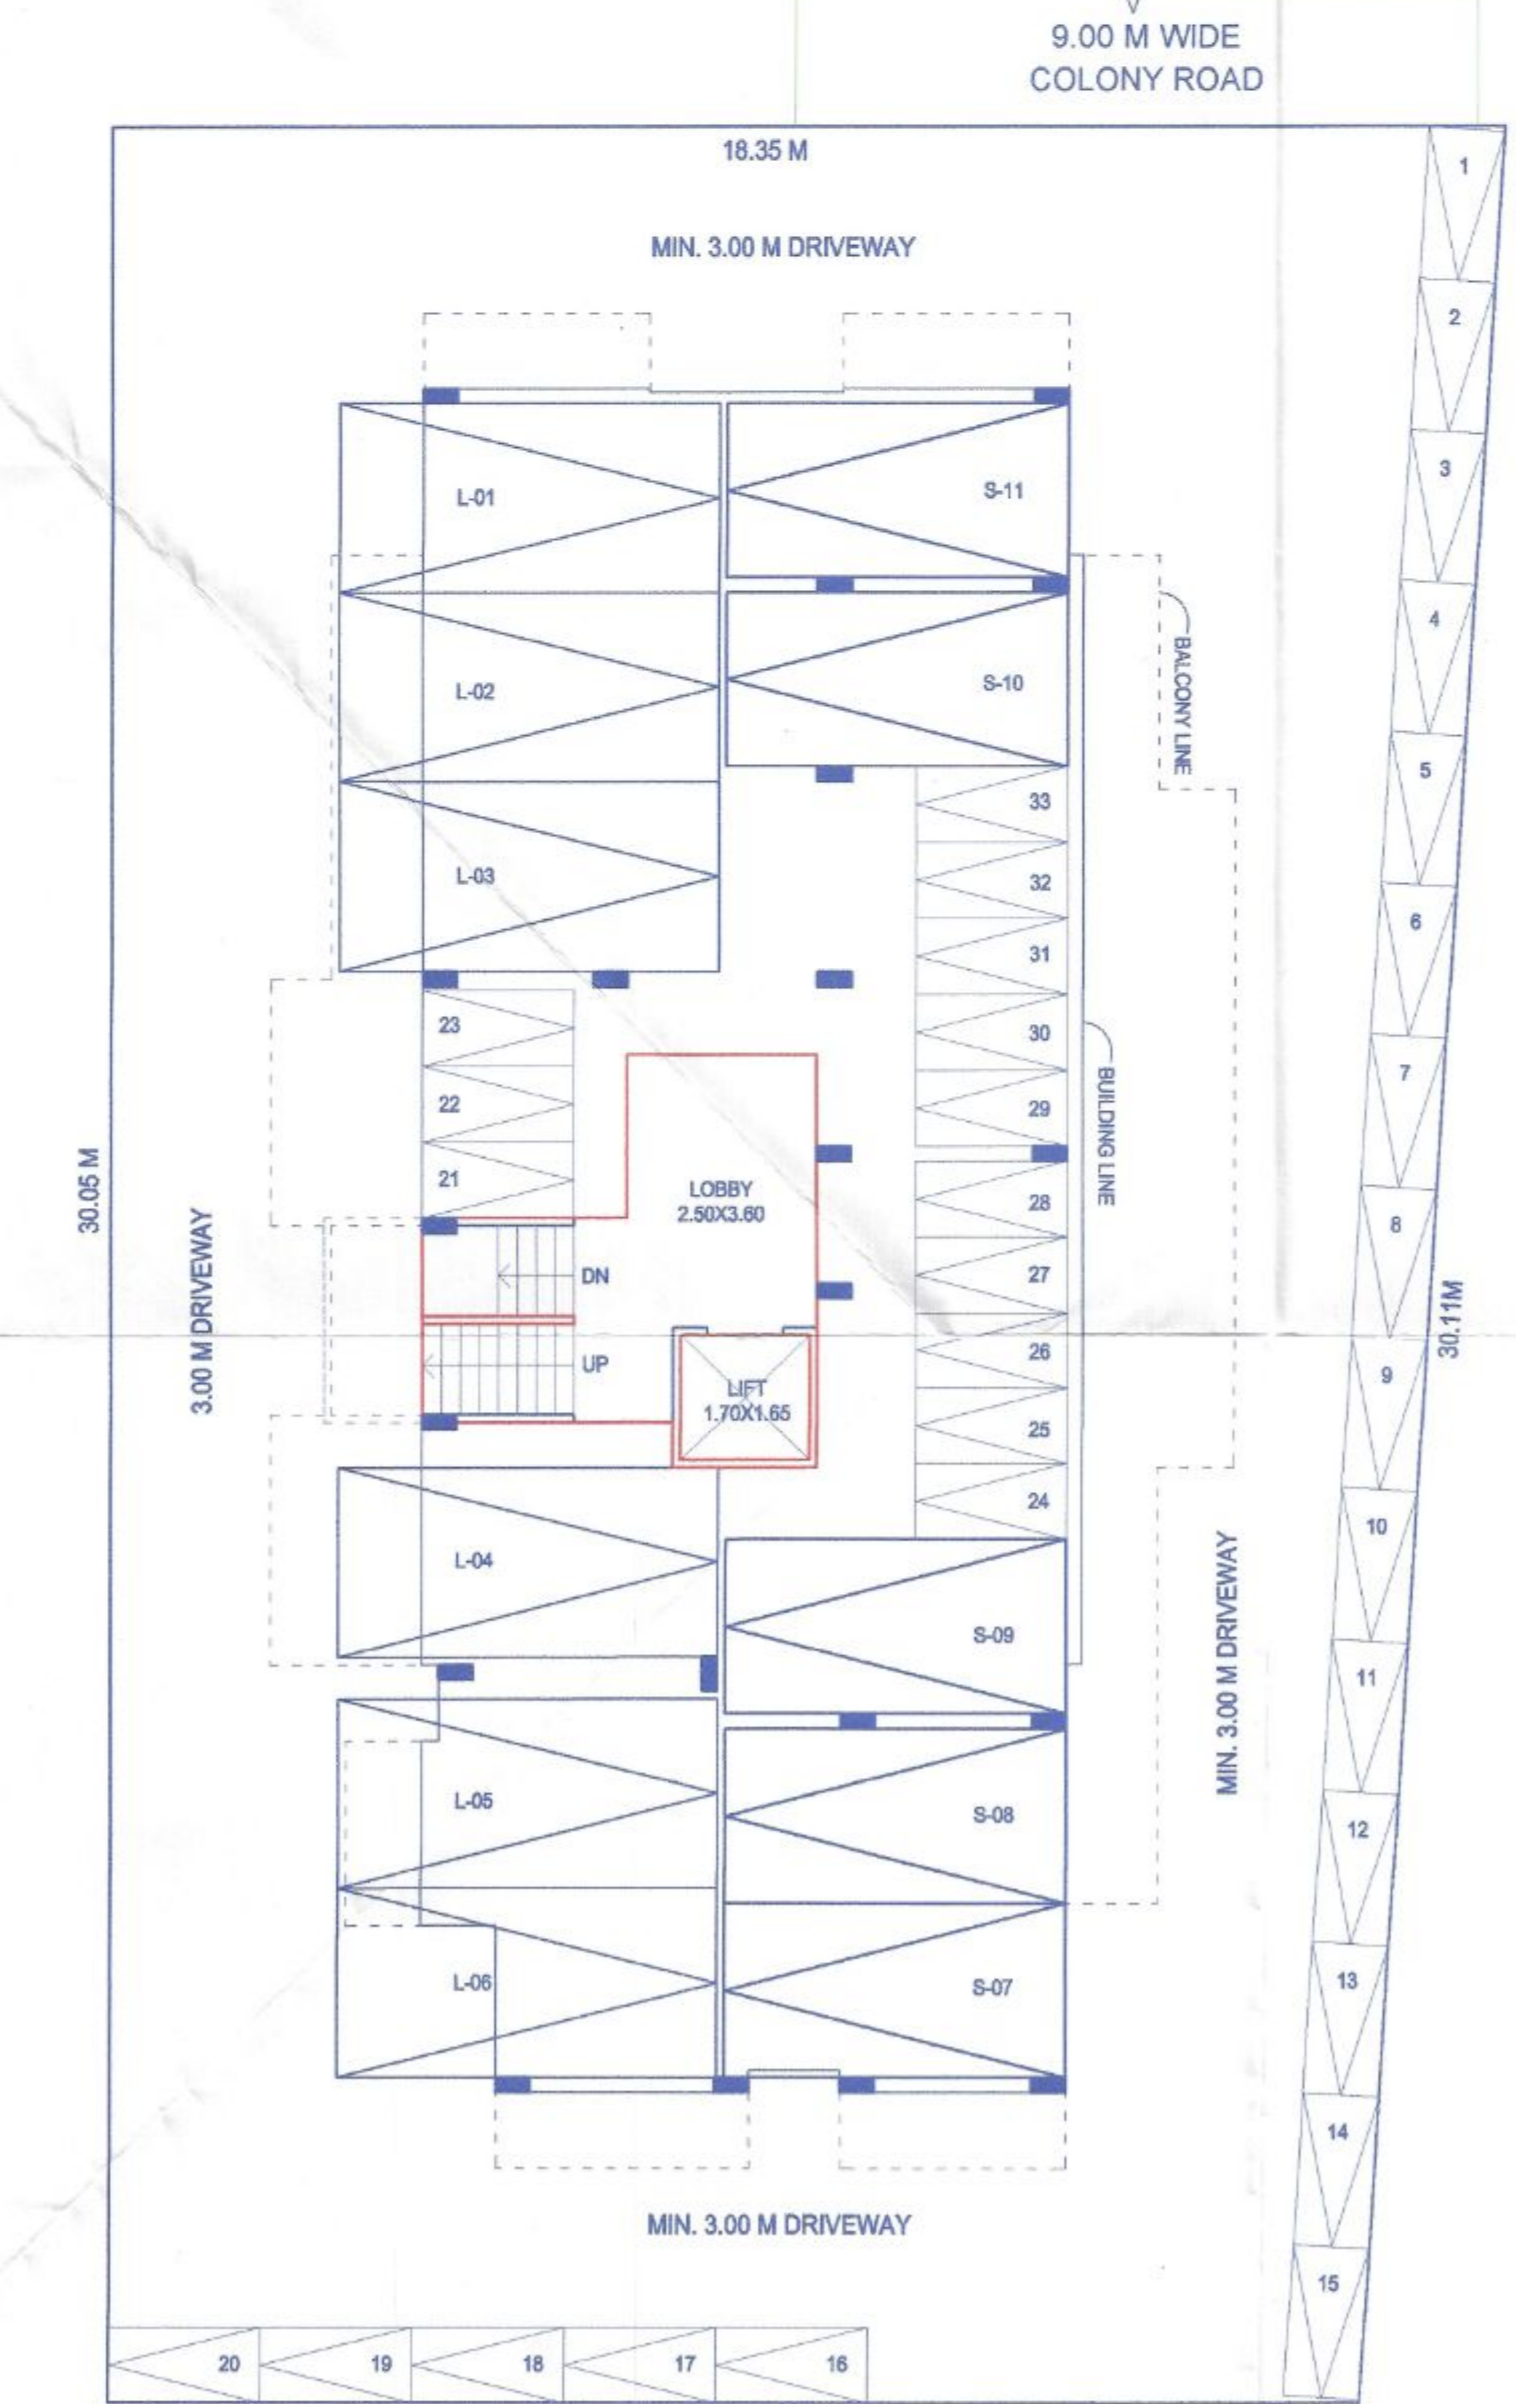 9.00 M WIDE
COLONY ROAD
18.35 M
1
MIN. 3.00 M DRIVEWAY
2
3
L-01
S-11
4
BALCONY LINE
L-02
S-10
5
33
L-03
32
6
31
23
30
7
22
29
BUILDING LINE
21
LOBBY
2.50X3.60
28
8
30.05 M
3.00 M DRIVEWAY
DN
27
30.11M
UP
26
9
LIFT
1.70X1.65
25
24
10
L-04
S-09
11
MIN. 3.00 M DRIVEWAY
L-05
S-08
12
L-06
S-07
13
14
MIN. 3.00 M DRIVEWAY
15
20
19
18
17
16